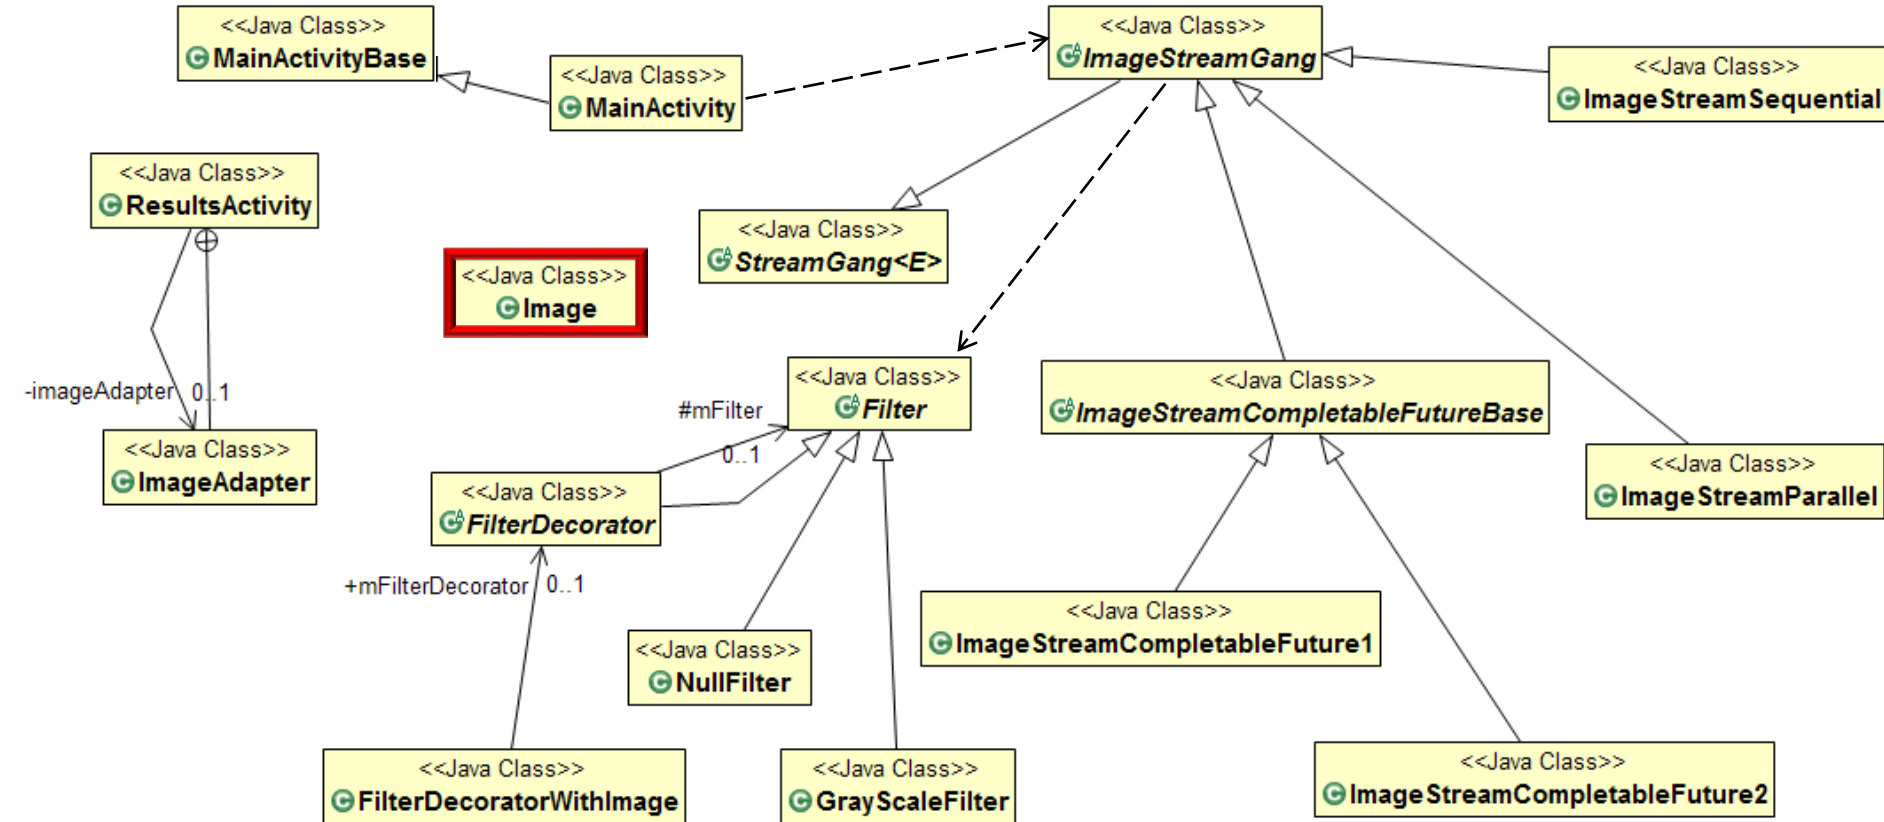 <<Java Class>>
MainActivityBase
<<Java Class>>
MainActivity
<<Java Class>>
ImageStreamGang
<<Java Class>>
ImageStreamSequential
<<Java Class>>
ResultsActivity
<<Java Class>>
StreamGang<E>
<<Java Class>>
Image
<<Java Class>>
Filter
<<Java Class>>
ImageStreamCompletableFutureBase
-imageAdapter 0..1
#mFilter
0..1
<<Java Class>>
ImageAdapter
<<Java Class>>
FilterDecorator
<<Java Class>>
ImageStreamParallel
+mFilterDecorator 0..1
<<Java Class>>
ImageStreamCompletableFuture1
<<Java Class>>
NullFilter
<<Java Class>>
FilterDecoratorWithImage
<<Java Class>>
GrayScaleFilter
<<Java Class>>
ImageStreamCompletableFuture2